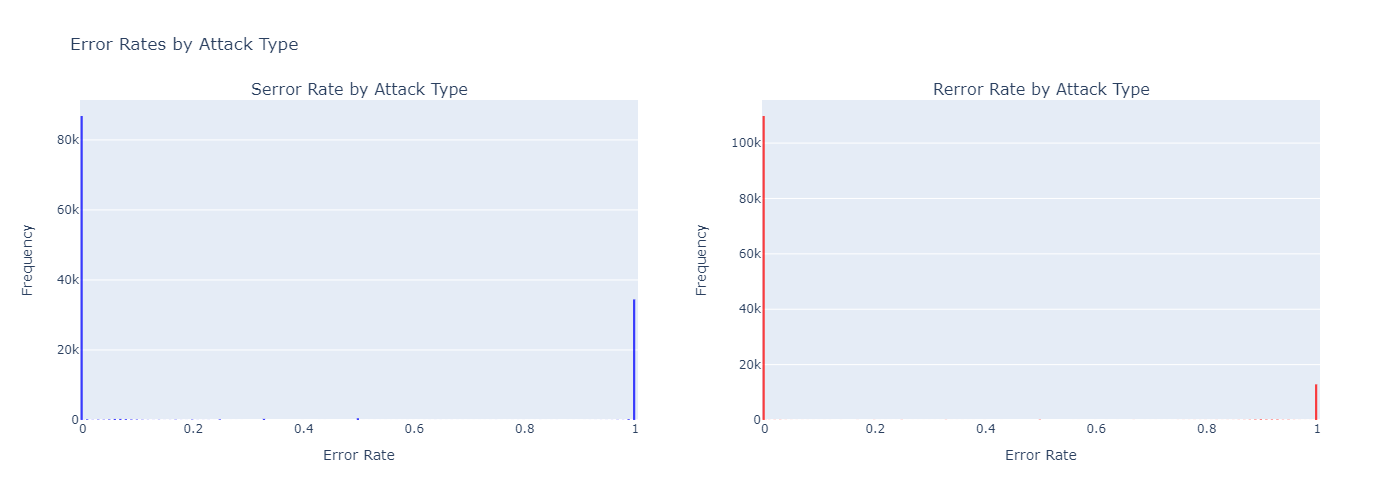 Error Rates by Attack Type
Serror Rate by Attack Type
80k
60k
40k
20k
0
0 0.2 0.4 0.6 0.8 1
Error Rate
Frequency
Rerror Rate by Attack Type
100k
80k
60k
40k
20k
0
0 0.2 0.4 0.6 0.8 1
Error Rate
Frequency